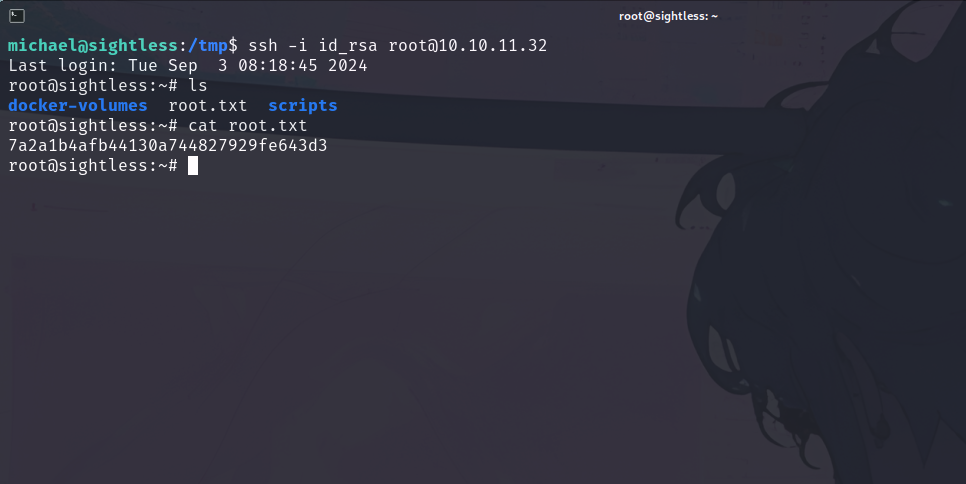 root@sightless: ~
michael@sightless:/tmp$ ssh -i id_rsa root@10.10.11.32
Last login: Tue Sep  3 08:18:45 2024
root@sightless:~# ls
docker-volumes  root.txt  scripts
root@sightless:~# cat root.txt
7a2a1b4afb44130a744827929fe643d3
root@sightless:~#